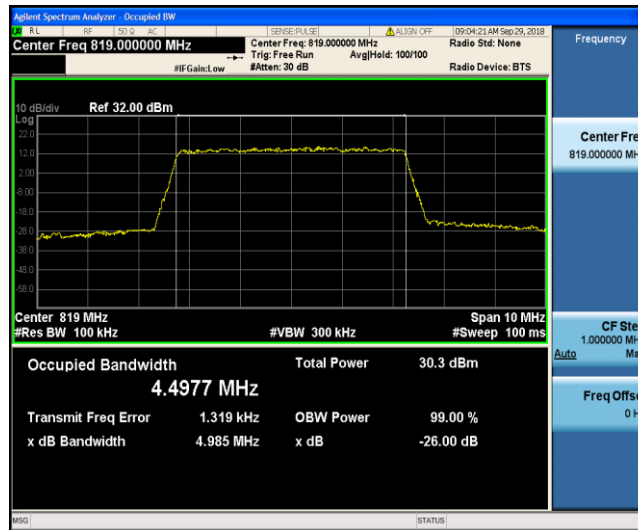 Agilent Spectrum Analyzer - Occupied BW
RL RF 50 Ω AC SENSE:PULSE ALIGN OFF 09:04:21 AM Sep 29, 2018
Center Freq 819.000000 MHz Center Freq: 819.000000 MHz Radio Std: None Frequency
Trig: Free Run Avg|Hold: 100/100
#IFGain:Low #Atten: 30 dB Radio Device: BTS
10 dB/div Ref 32.00 dBm
Log
22.0
12.0
2.00
-8.00
-18.0
-28.0
-38.0
-48.0
-58.0
Center Fre
819.000000 MH
Center 819 MHz Span 10 MHz
#Res BW 100 kHz #VBW 300 kHz #Sweep 100 ms
CF Ste
1.000000 MH
Auto Ma
Occupied Bandwidth Total Power 30.3 dBm
4.4977 MHz
Freq Offse
0 H
Transmit Freq Error 1.319 kHz OBW Power 99.00 %
x dB Bandwidth 4.985 MHz x dB -26.00 dB
MSG STATUS